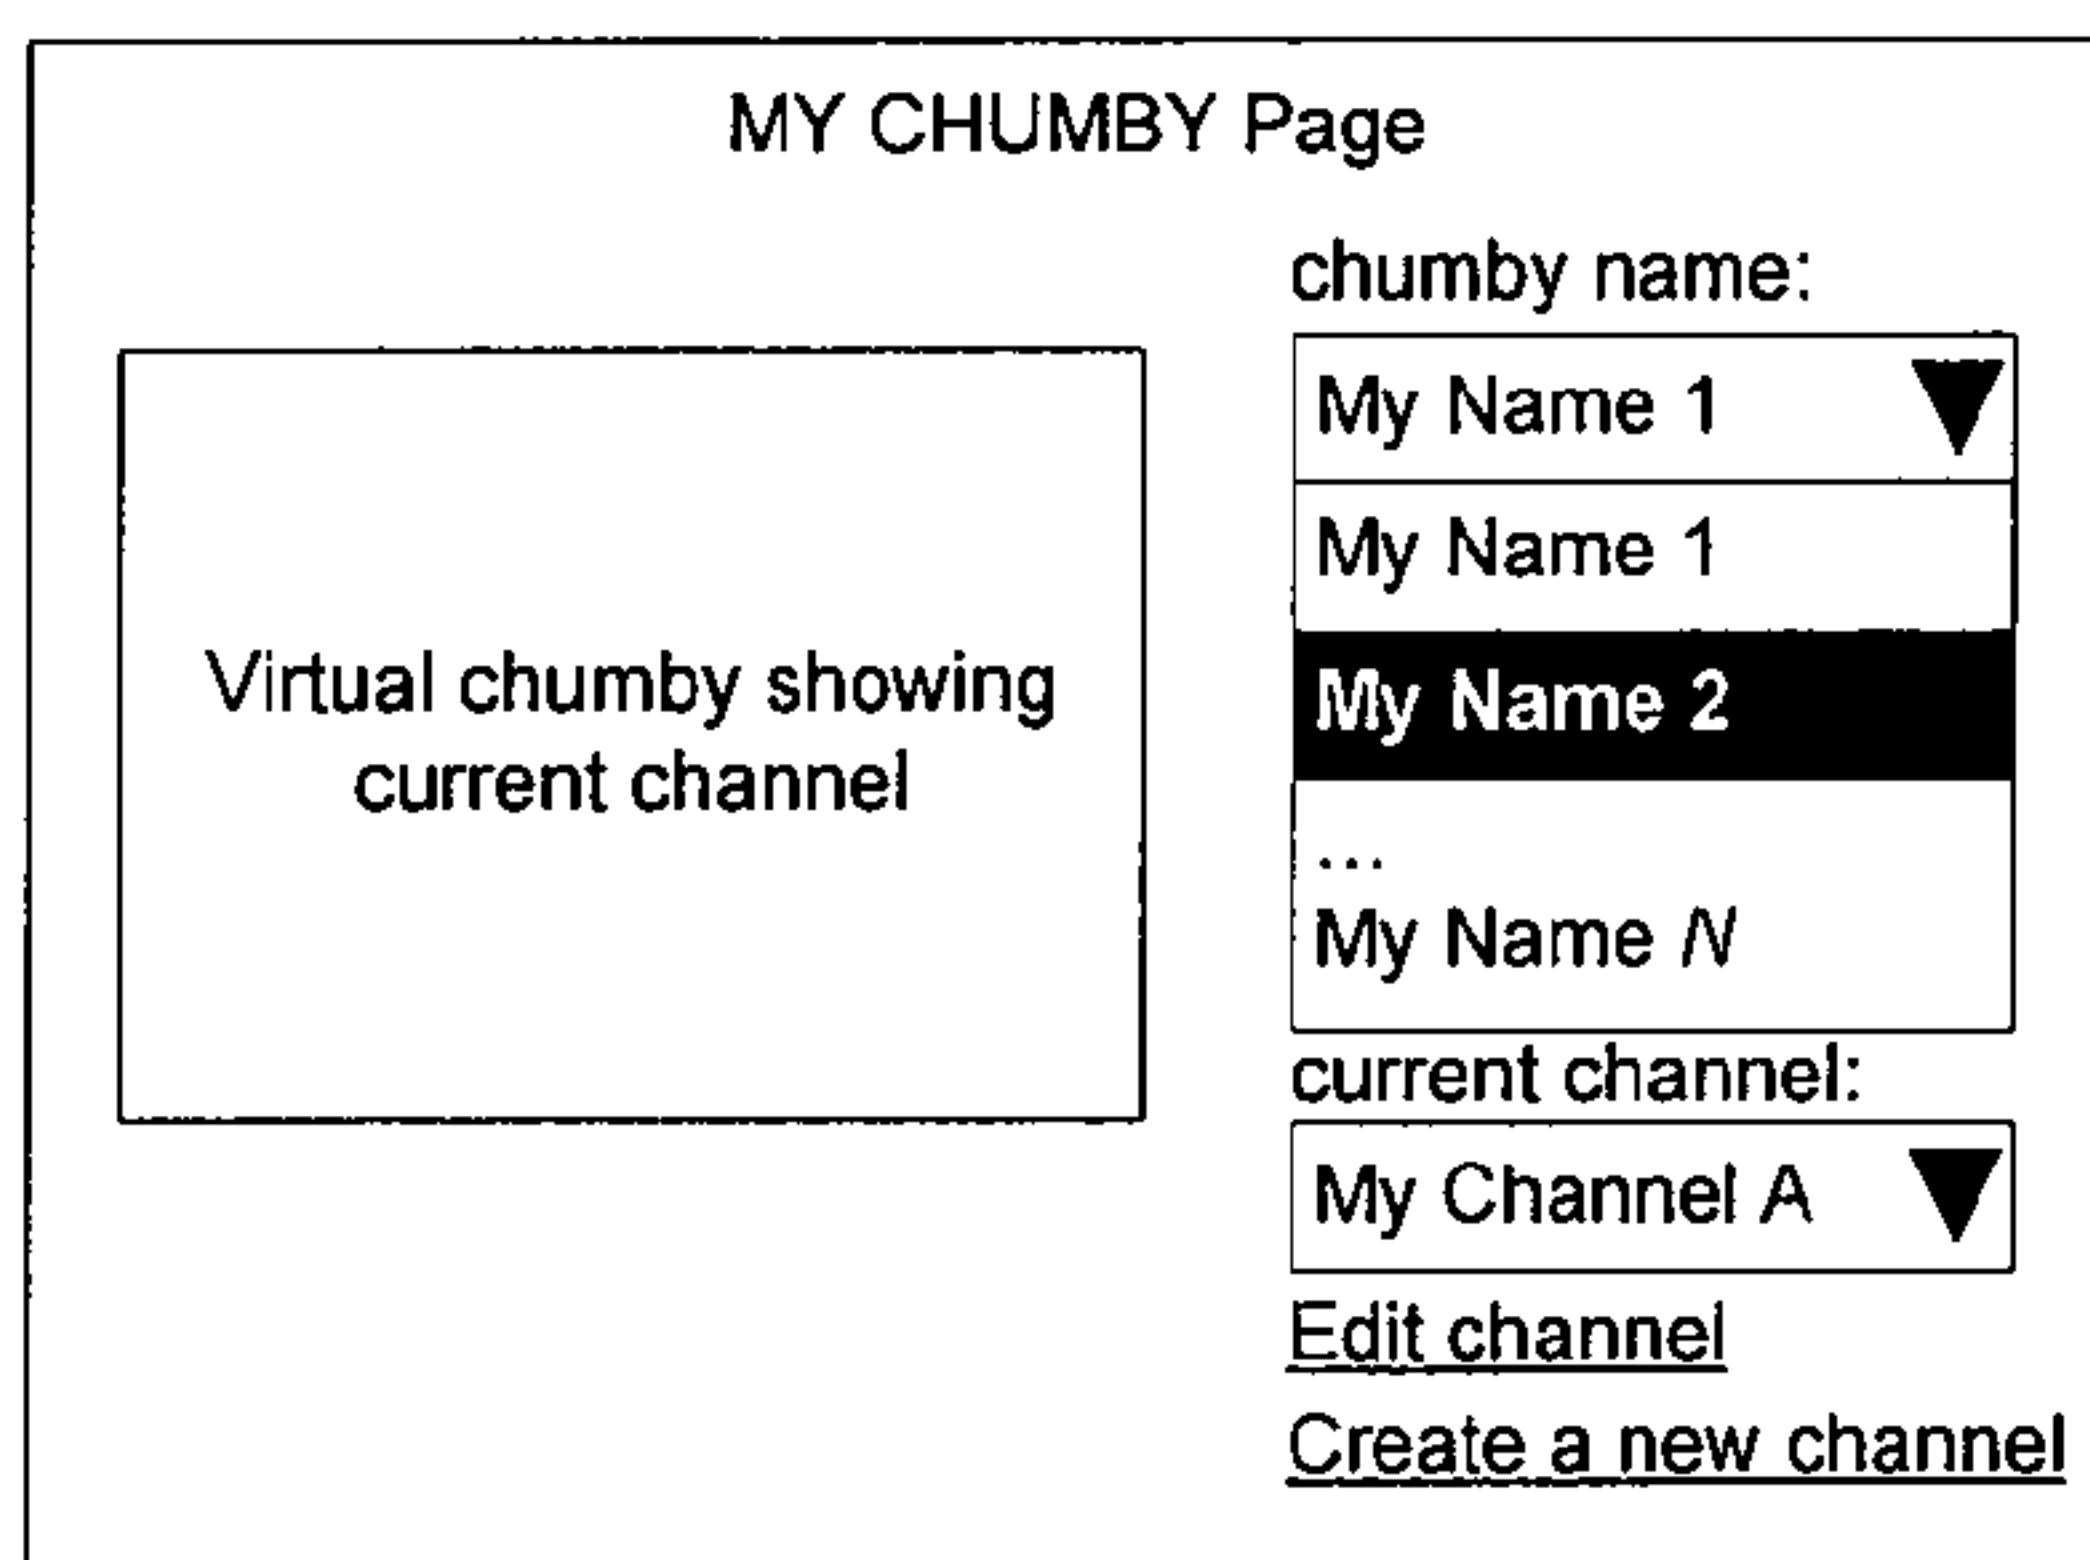 MY CHUMBY Page
chumby name:
My Name 1
My Name 1
My Name 2
...
My Name N
Virtual chumby showing
current channel
current channel:
My Channel A
Edit channel
Create a new channel